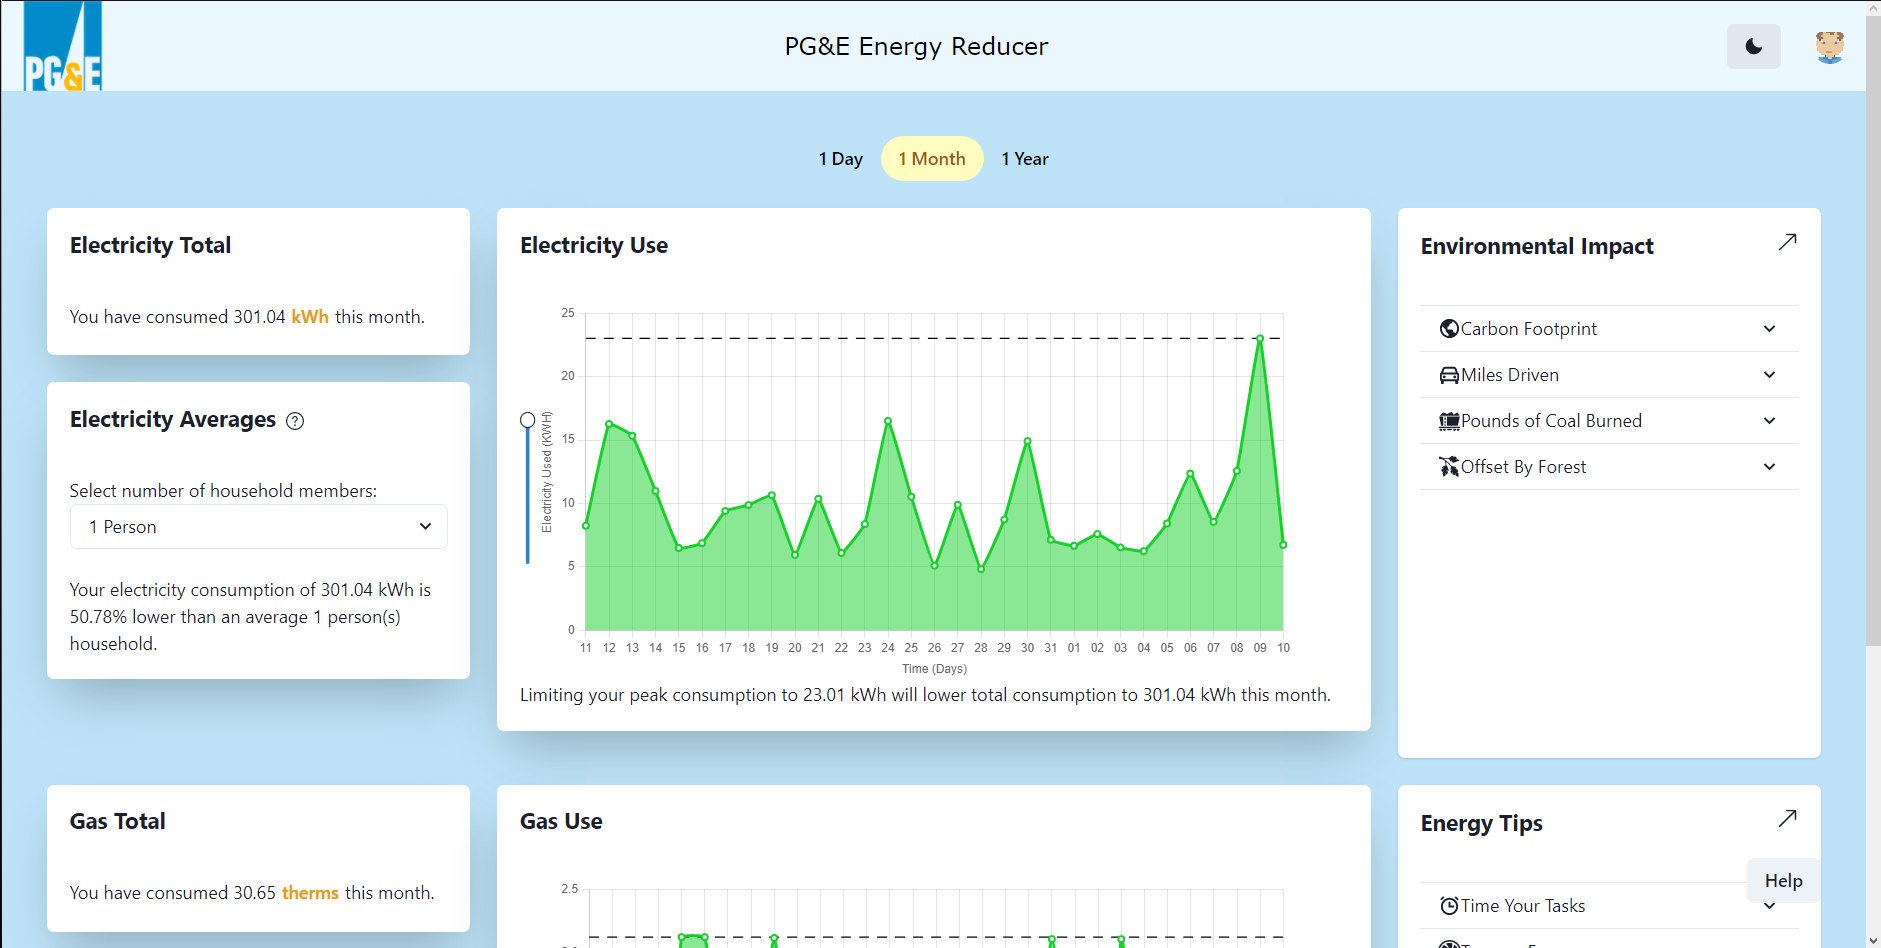 PG&E
PG&E Energy Reducer
1 Day
1 Month
1 Year
Electricity Total
You have consumed 301.04 kWh this month.
Electricity Averages ?
Select number of household members:
1 Person
Your electricity consumption of 301.04 kWh is
50.78% lower than an average 1 person(s)
household.
Electricity Use
25
20
15
10
5
0
Electricity Used (KWH)
11 12 13 14 15 16 17 18 19 20 21 22 23 24 25 26 27 28 29 30 31 01 02 03 04 05 06 07 08 09 10
Time (Days)
Limiting your peak consumption to 23.01 kWh will lower total consumption to 301.04 kWh this month.
Environmental Impact
Carbon Footprint
Miles Driven
Pounds of Coal Burned
Offset By Forest
Gas Total
You have consumed 30.65 therms this month.
Gas Use
2.5
Energy Tips
Help
Time Your Tasks